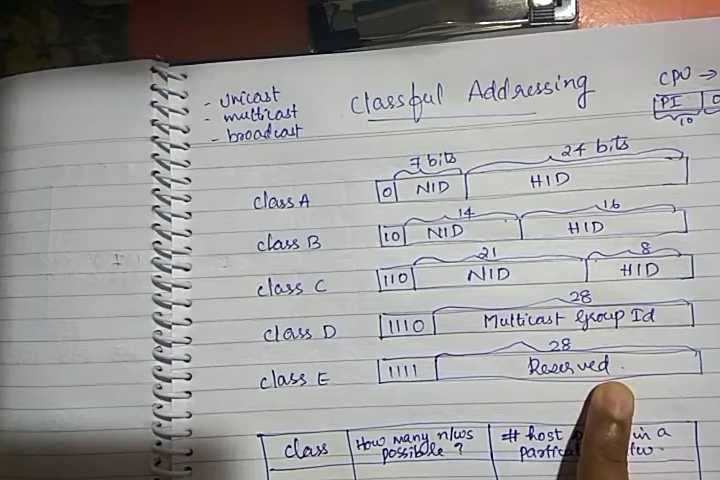 - Unicast
- multicast
- broadcast
Classful Addressing
CPU →
PI
10
7 bits 24 bits
class A 0 NID HID
14 16
class B 10 NID HID
21 8
class C 110 NID HID
28
class D 1110 Multicast Group Id
28
class E 1111 Reserved.
class How many n/ws # host in a
possible?